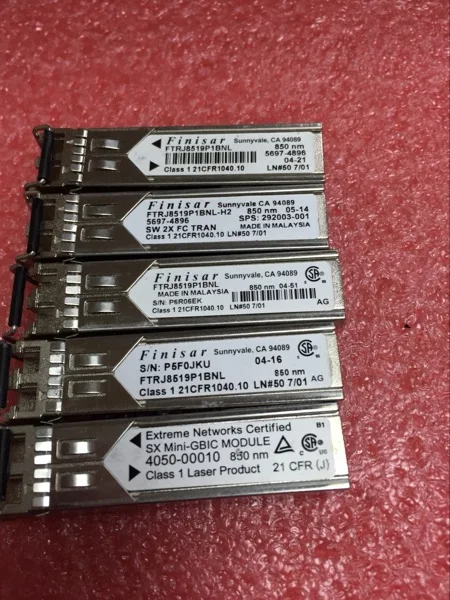 Finisar Sunnyvale, CA 94089
FTRJ8519P1BNL 850 nm
5697-4896
04-21
Class 1 21CFR1040.10 LN#50 7/01
Finisar Sunnyvale CA 94089
FTRJ8519P1BNL-H2 850 nm 05-14
5697-4896 SPS: 292003-001
SW 2X FC TRAN MADE IN MALAYSIA
Class 1 21CFR1040.10 LN#50 7/01
Finisar Sunnyvale, CA 94089
FTRJ8519P1BNL
MADE IN MALAYSIA 850 nm 04-51
S/N: P6R06EK
Class 1 21CFR1040.10 LN#50 7/01 AG
Finisar Sunnyvale, CA 94089
S/N: P5F0JKU 04-16
FTRJ8519P1BNL 850 nm
Class 1 21CFR1040.10 LN#50 7/01 AG
Extreme Networks Certified B1
SX Mini-GBIC MODULE
4050-00010 850 nm
Class 1 Laser Product 21 CFR (J)